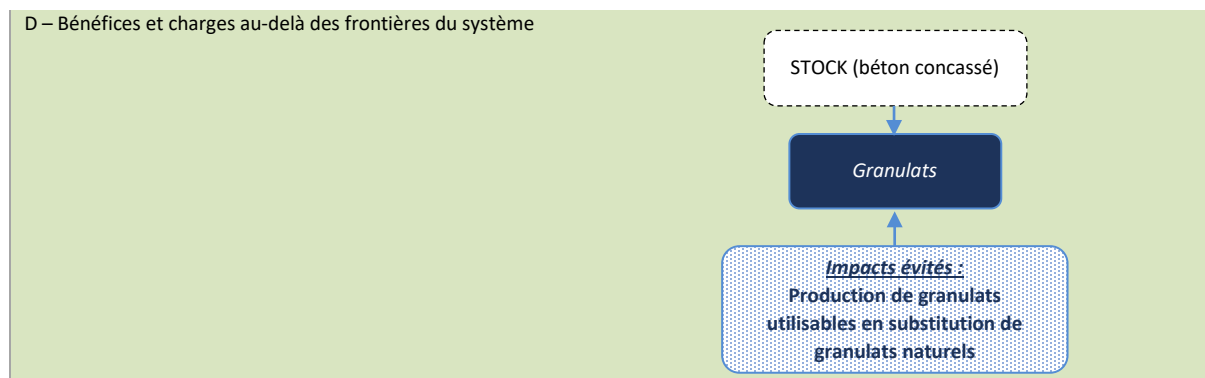 D – Bénéfices et charges au-delà des frontières du système
STOCK (béton concassé)
Granulats
Impacts évités :
Production de granulats
utilisables en substitution de
granulats naturels